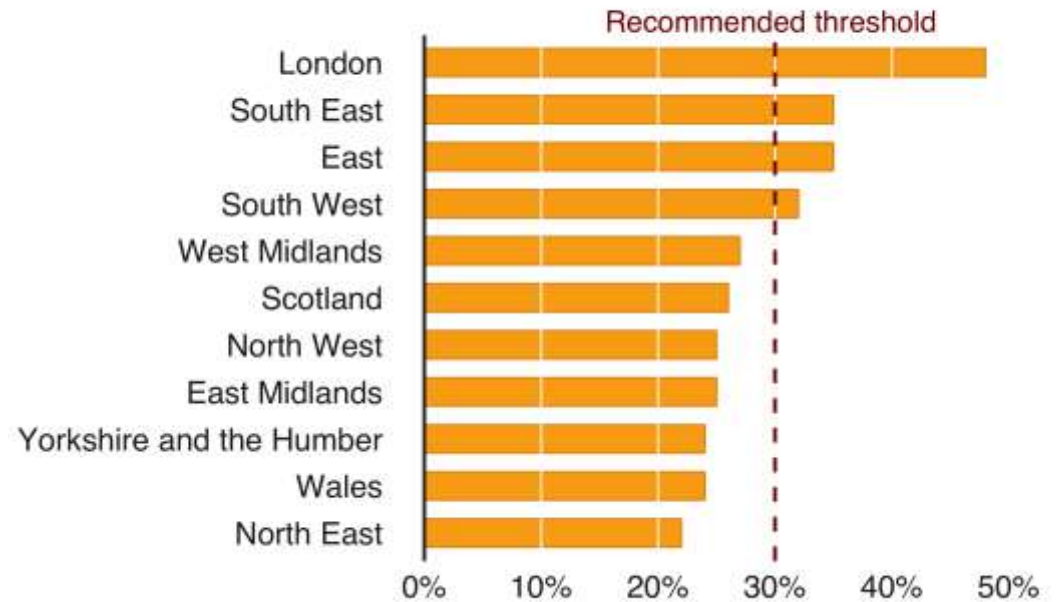 Recommended threshold
London
South East
East
South West
West Midlands
Scotland
North West
East Midlands
Yorkshire and the Humber
Wales
North East
0% 10% 20% 30% 40% 50%